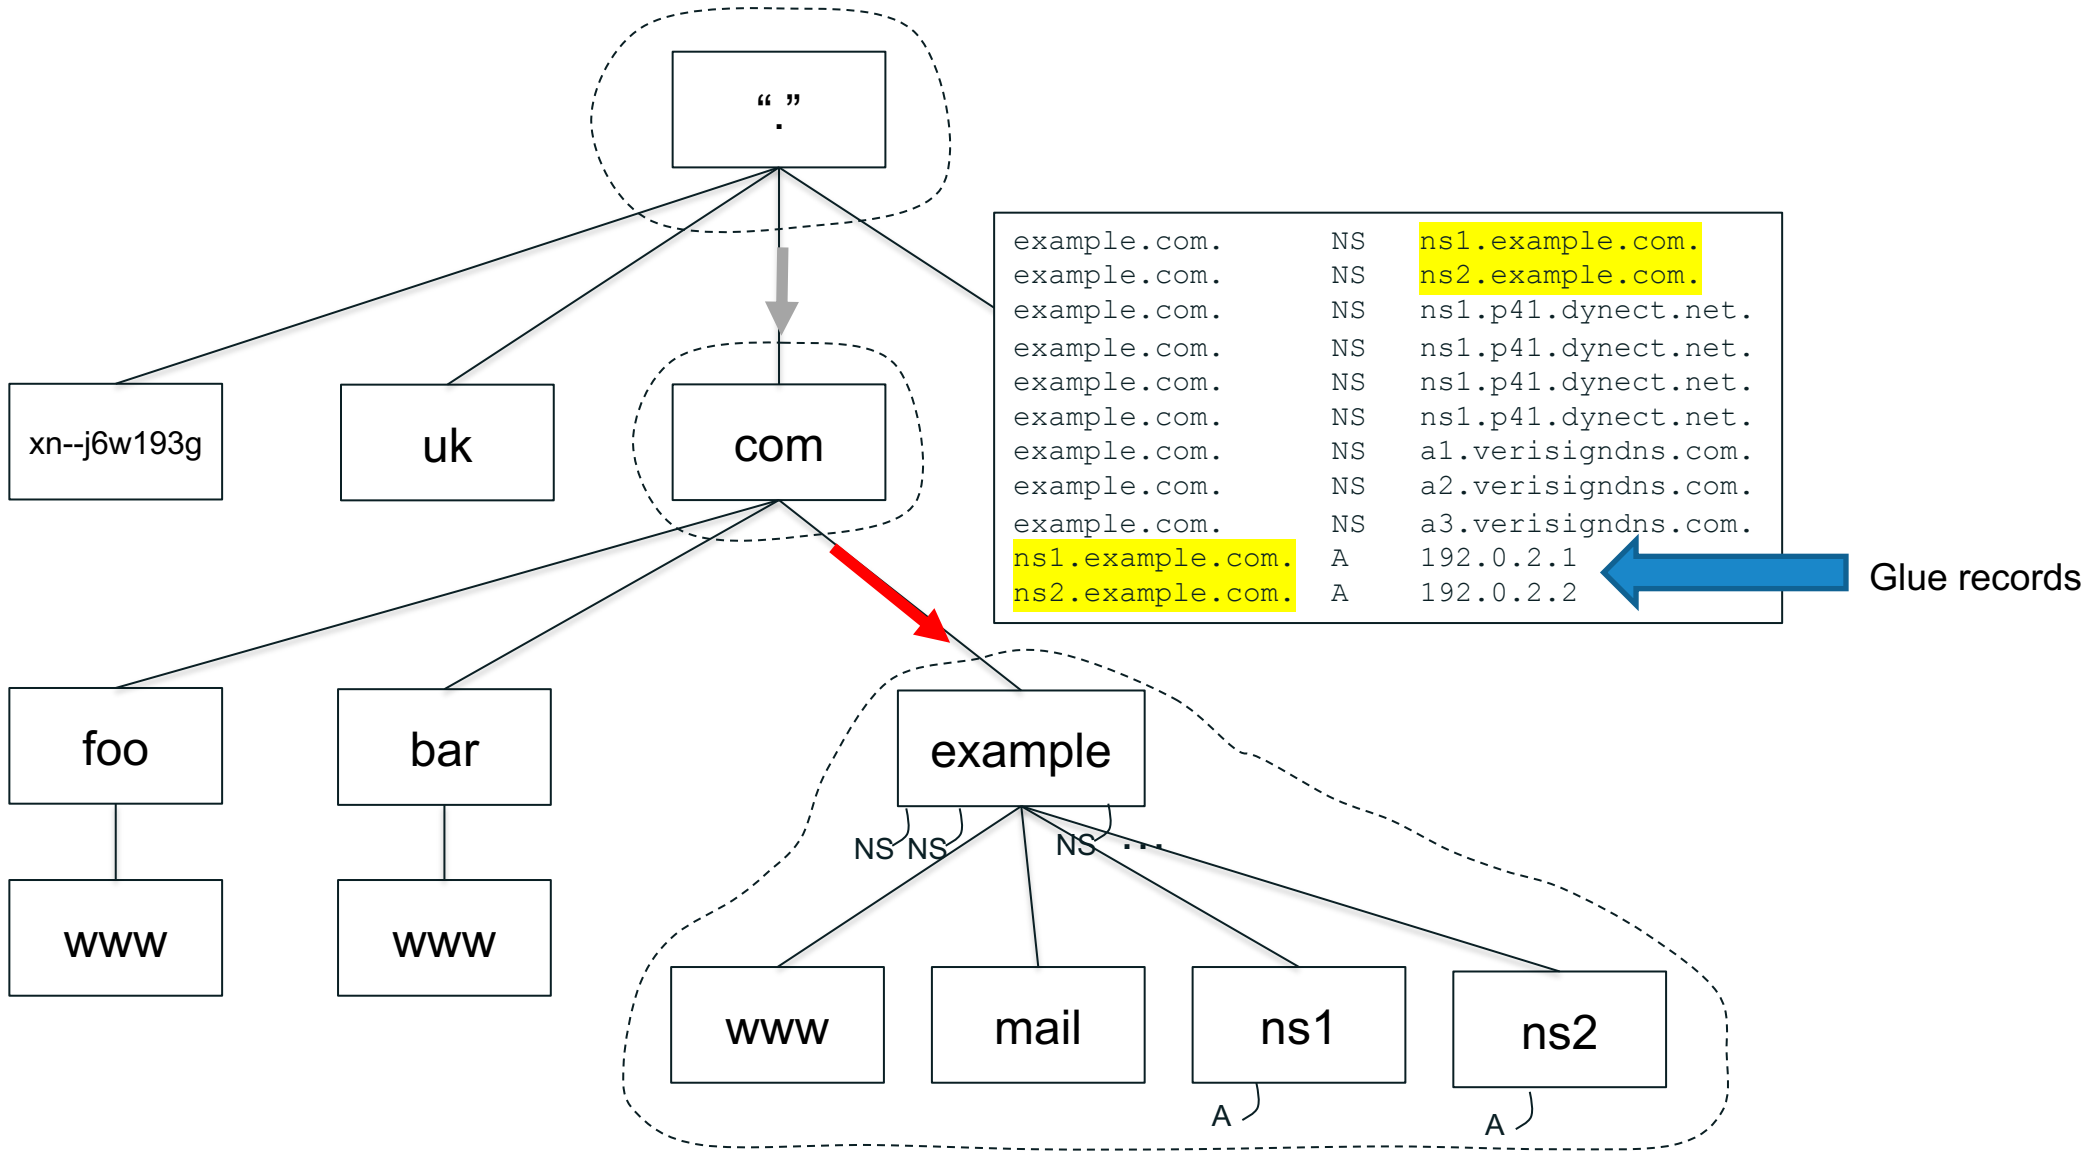 “.”
example.com. NS ns1.example.com.
example.com. NS ns2.example.com.
example.com. NS ns1.p41.dynect.net.
example.com. NS ns1.p41.dynect.net.
example.com. NS ns1.p41.dynect.net.
example.com. NS ns1.p41.dynect.net.
example.com. NS a1.verisigndns.com.
example.com. NS a2.verisigndns.com.
example.com. NS a3.verisigndns.com.
ns1.example.com. A 192.0.2.1
ns2.example.com. A 192.0.2.2
Glue records
xn--j6w193g
uk
com
foo
bar
example
NS NS NS ...
www
www
www
mail
ns1
ns2
A
A